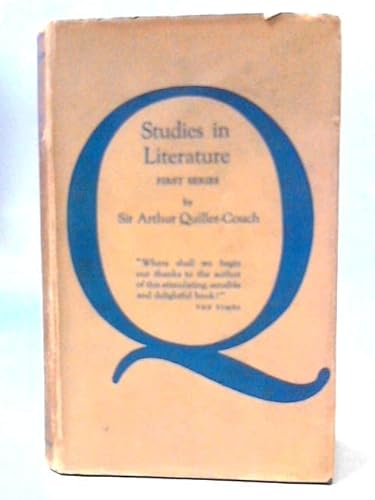 Q
Studies in
Literature
FIRST SERIES
by
Sir Arthur Quiller-Couch
"Where shall we begin
our thanks to the author
of this stimulating, sensible
and delightful book?"
THE TIMES